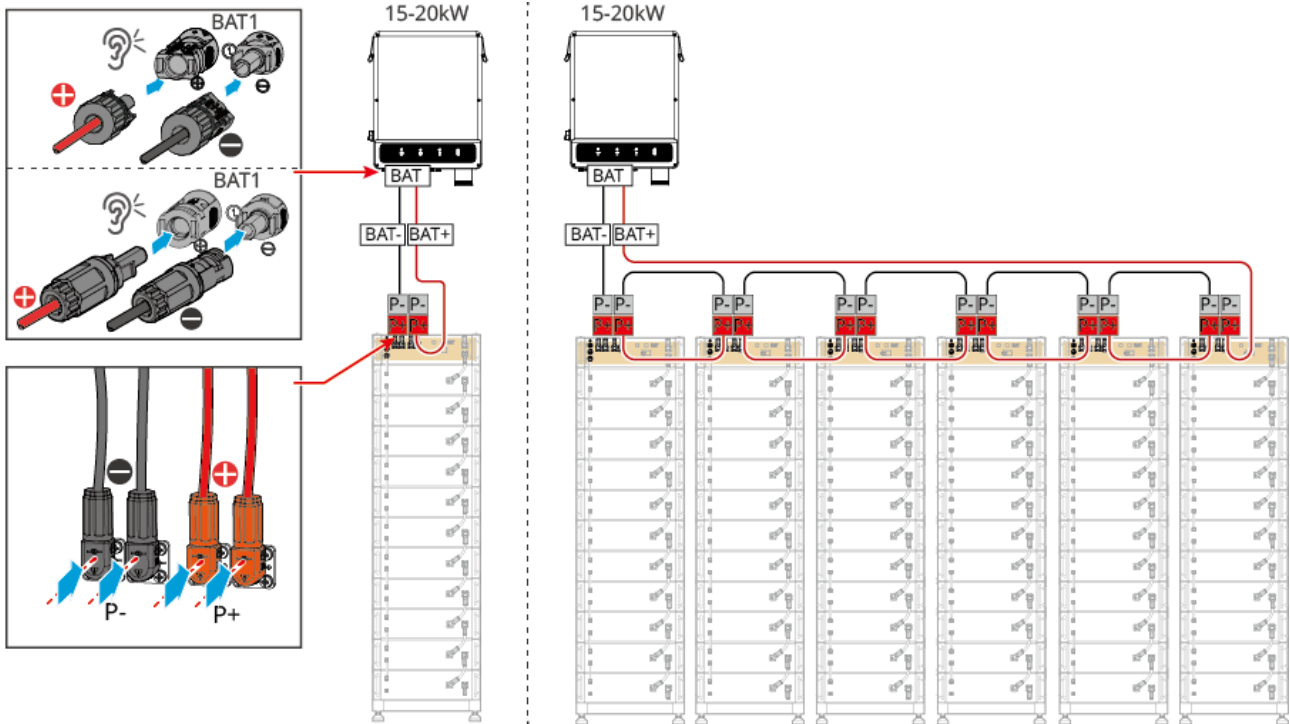 BAT1
BAT1
P-
P+
15-20kW
BAT
BAT- BAT+
P- P-
P+ P+
15-20kW
BAT
BAT- BAT+
P- P- P- P- P- P- P- P- P- P- P- P-
P+ P+ P+ P+ P+ P+ P+ P+ P+ P+ P+ P+